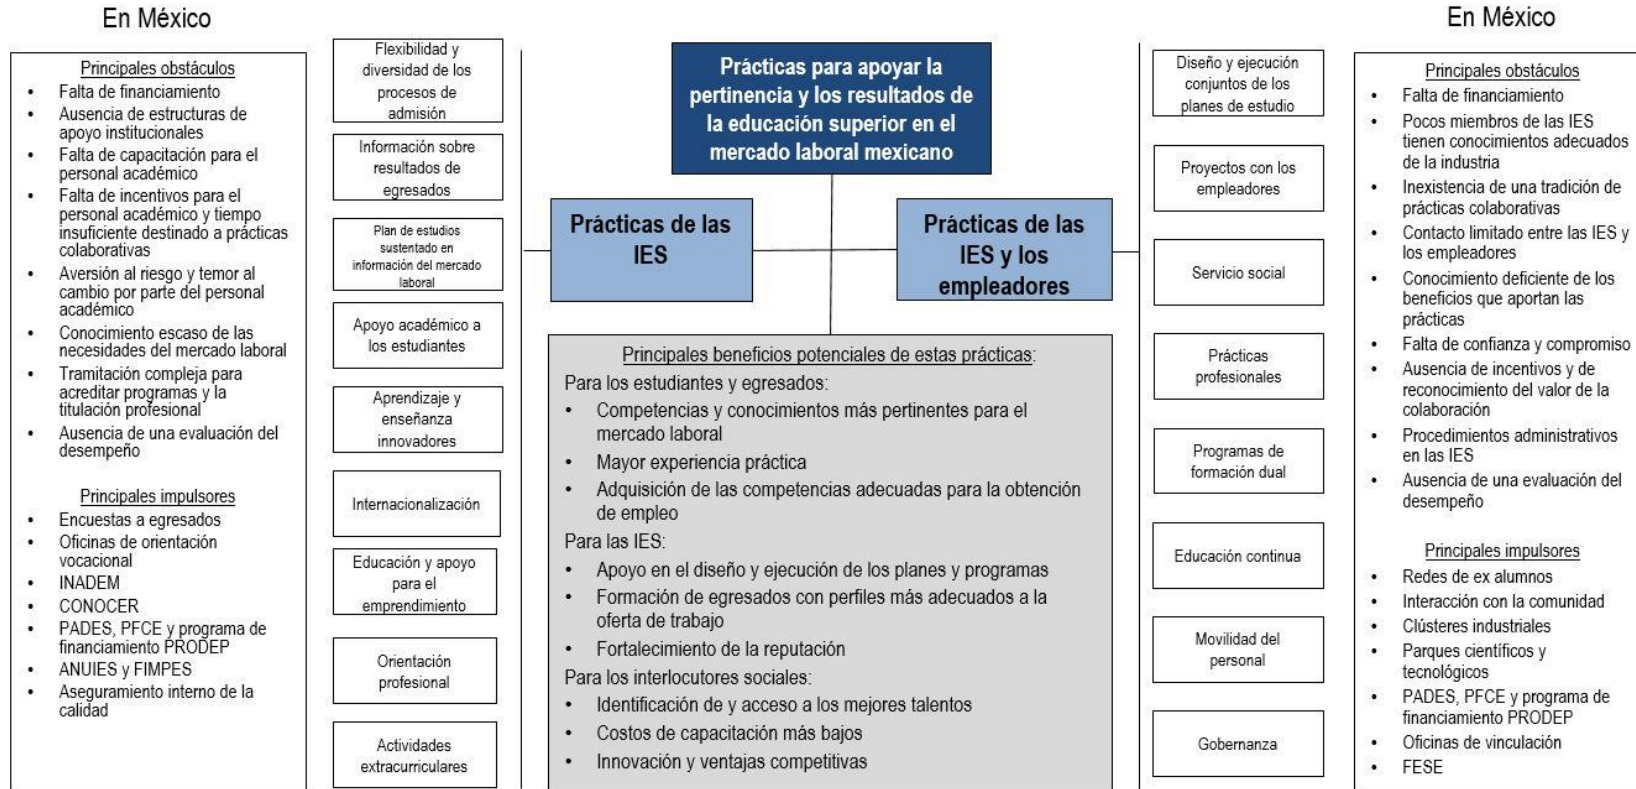 En México
Principales obstáculos
• Falta de financiamiento
• Ausencia de estructuras de
apoyo institucionales
• Falta de capacitación para el
personal académico
• Falta de incentivos para el
personal académico y tiempo
insuficiente destinado a prácticas
colaborativas
• Aversión al riesgo y temor al
cambio por parte del personal
académico
• Conocimiento escaso de las
necesidades del mercado laboral
• Tramitación compleja para
acreditar programas y la
titulación profesional
• Ausencia de una evaluación del
desempeño
Principales impulsores
• Encuestas a egresados
• Oficinas de orientación
vocacional
• INADEM
• CONOCER
• PADES, PFCE y programa de
financiamiento PRODEP
• ANUIES y FIMPES
• Aseguramiento interno de la
calidad
Flexibilidad y
diversidad de los
procesos de
admisión
Información sobre
resultados de
egresados
Plan de estudios
sustentado en
información del mercado
laboral
Apoyo académico a
los estudiantes
Aprendizaje y
enseñanza
innovadores
Internacionalización
Educación y apoyo
para el
emprendimiento
Orientación
profesional
Actividades
extracurriculares
Prácticas para apoyar la
pertinencia y los resultados de
la educación superior en el
mercado laboral mexicano
Prácticas de las
IES
Prácticas de las
IES y los
empleadores
Principales beneficios potenciales de estas prácticas:
Para los estudiantes y egresados:
• Competencias y conocimientos más pertinentes para el
mercado laboral
• Mayor experiencia práctica
• Adquisición de las competencias adecuadas para la obtención
de empleo
Para las IES:
• Apoyo en el diseño y ejecución de los planes y programas
• Formación de egresados con perfiles más adecuados a la
oferta de trabajo
• Fortalecimiento de la reputación
Para los interlocutores sociales:
• Identificación de y acceso a los mejores talentos
• Costos de capacitación más bajos
• Innovación y ventajas competitivas
Diseño y ejecución
conjuntos de los
planes de estudio
Proyectos con los
empleadores
Servicio social
Prácticas
profesionales
Programas de
formación dual
Educación continua
Movilidad del
personal
Gobernanza
En México
Principales obstáculos
• Falta de financiamiento
• Pocos miembros de las IES
tienen conocimientos adecuados
de la industria
• Inexistencia de una tradición de
prácticas colaborativas
• Contacto limitado entre las IES y
los empleadores
• Conocimiento deficiente de los
beneficios que aportan las
prácticas
• Falta de confianza y compromiso
• Ausencia de incentivos y de
reconocimiento del valor de la
colaboración
• Procedimientos administrativos
en las IES
• Ausencia de una evaluación del
desempeño
Principales impulsores
• Redes de ex alumnos
• Interacción con la comunidad
• Clústeres industriales
• Parques científicos y
tecnológicos
• PADES, PFCE y programa de
financiamiento PRODEP
• Oficinas de vinculación
• FESE